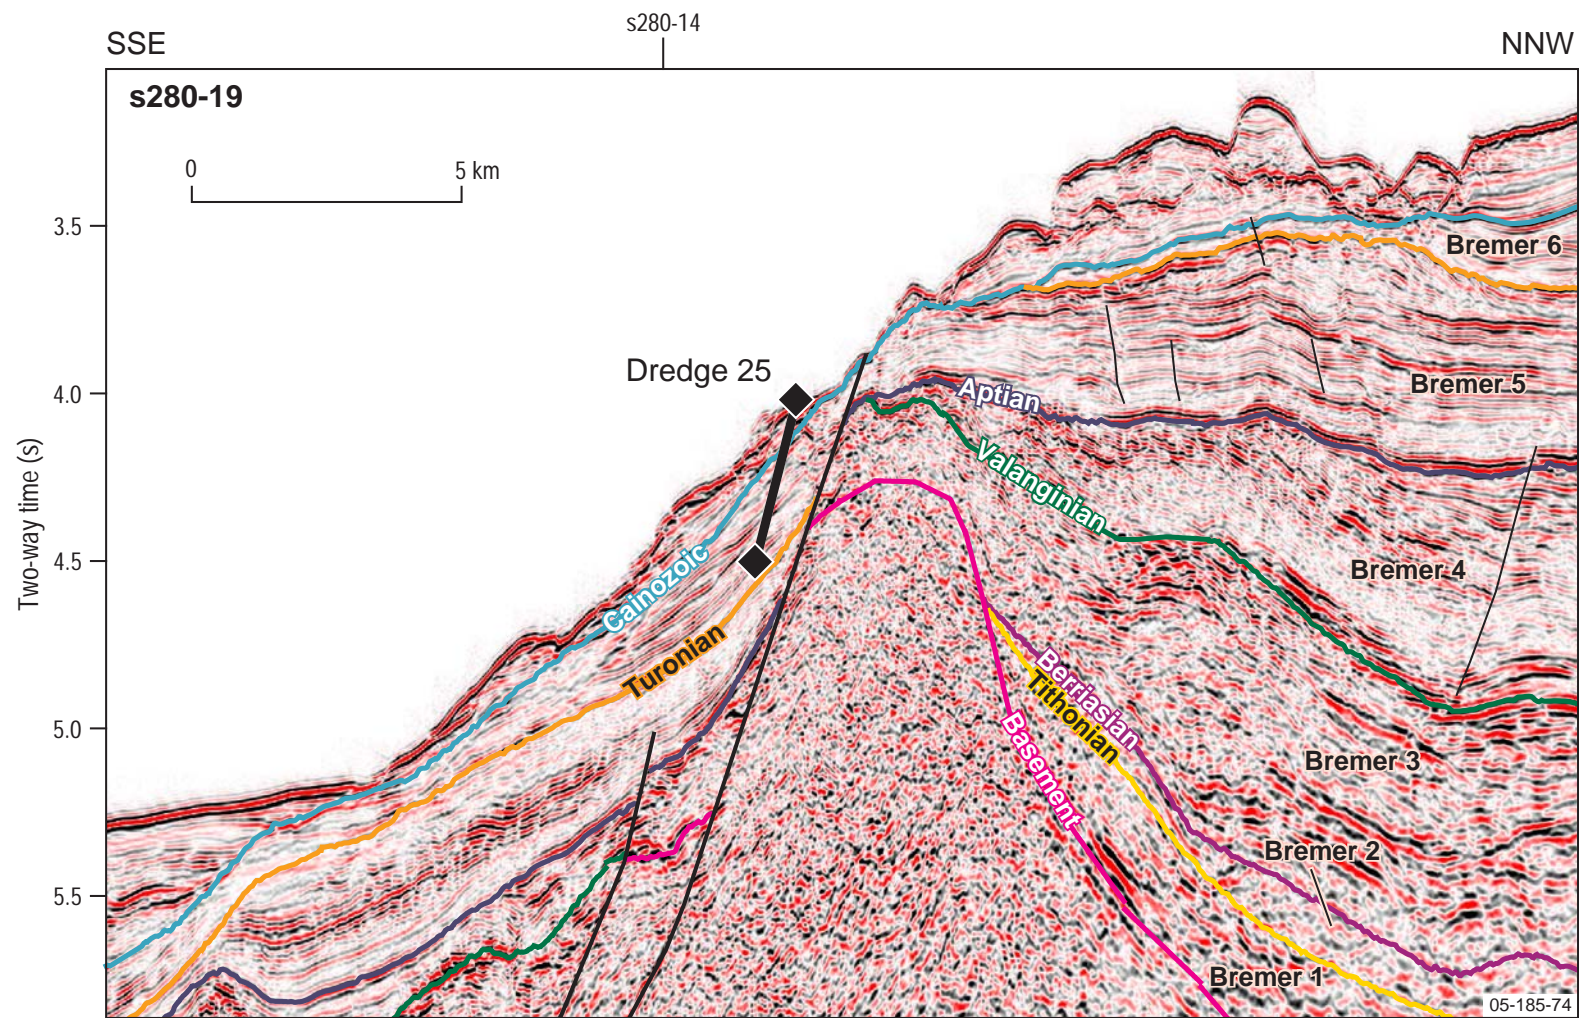 s280-14
SSE
NNW
s280-19
0
5 km
3.5
Bremer 6
Dredge 25
4.0
Bremer 5
Aptian
Valanginian
Two-way time (s)
4.5
Bremer 4
Cainozoic
Turonian
Berriasian
Tithonian
5.0
Basement
Bremer 3
Bremer 2
5.5
Bremer 1
05-185-74